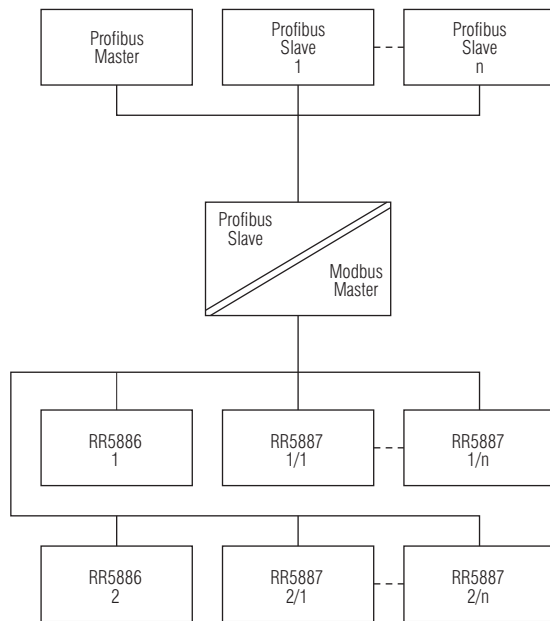 Profibus
Master
Profibus
Slave
1
Profibus
Slave
n
Profibus
Slave
Modbus
Master
RR5886
1
RR5887
1/1
RR5887
1/n
RR5886
2
RR5887
2/1
RR5887
2/n